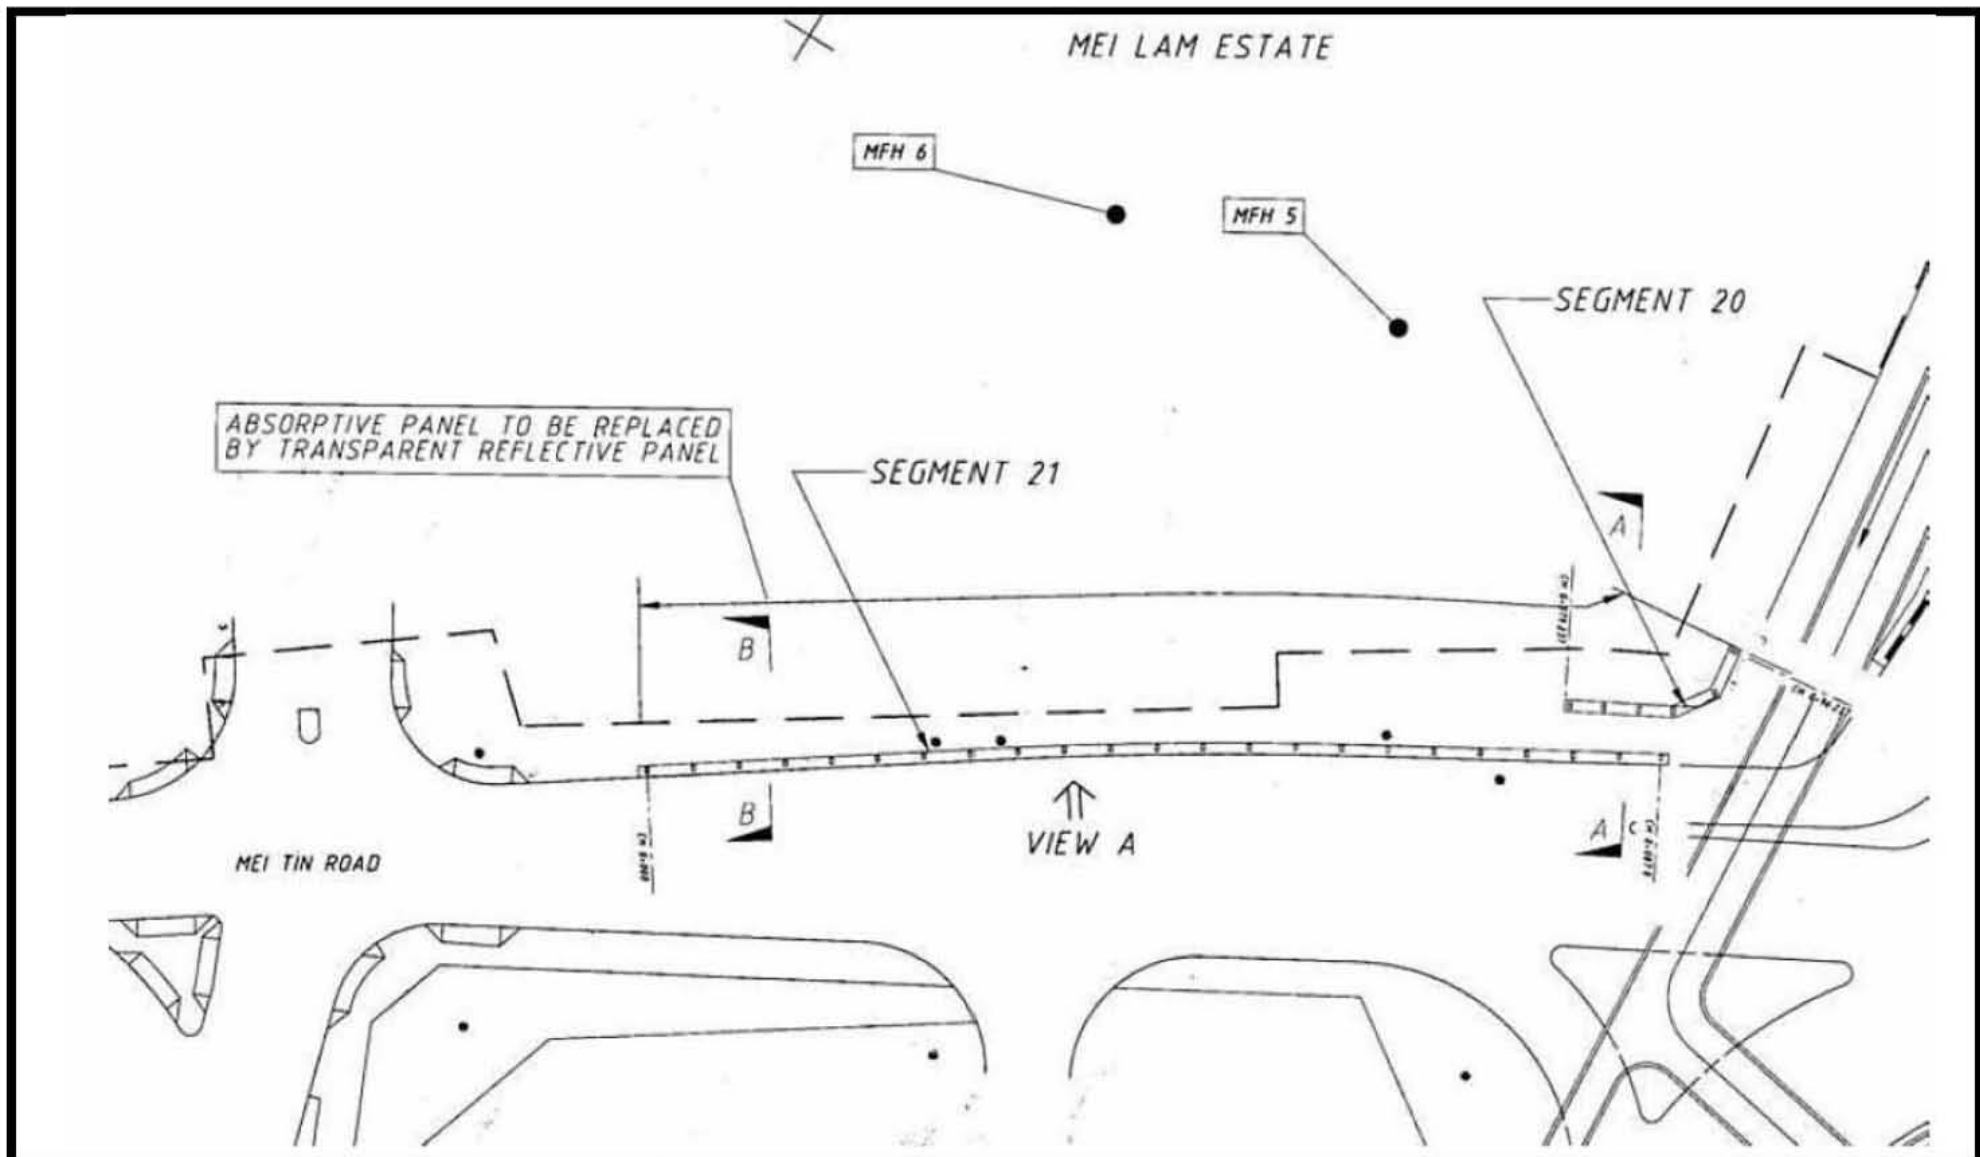 MEI LAM ESTATE
MFH 6
MFH 5
SEGMENT 20
ABSORPTIVE PANEL TO BE REPLACED
BY TRANSPARENT REFLECTIVE PANEL
SEGMENT 21
A
B
B
VIEW A
A
MEI TIN ROAD